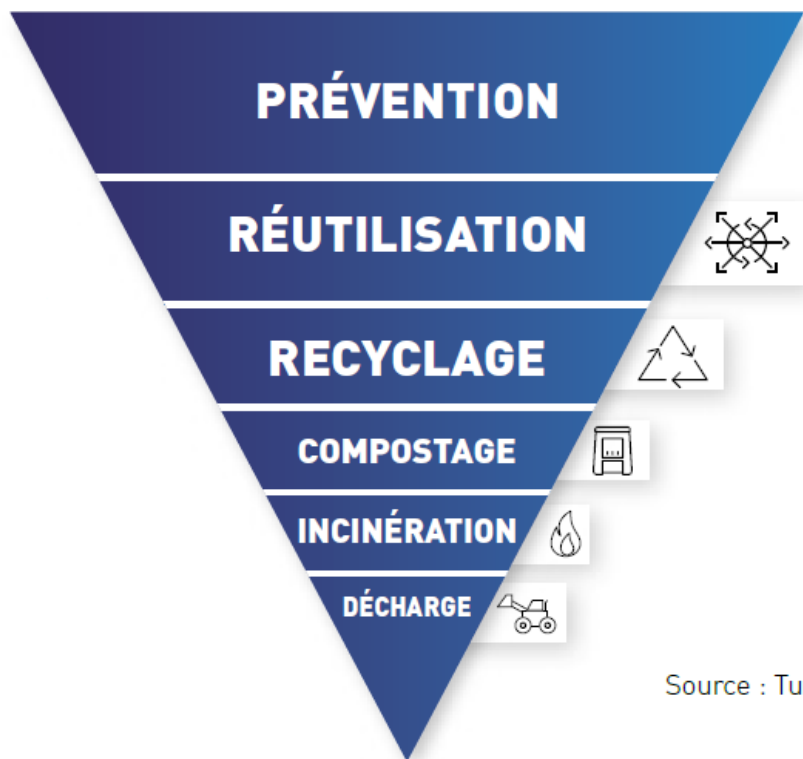 PRÉVENTION
RÉUTILISATION
RECYCLAGE
COMPOSTAGE
INCINÉRATION
DÉCHARGE
Source : Tu